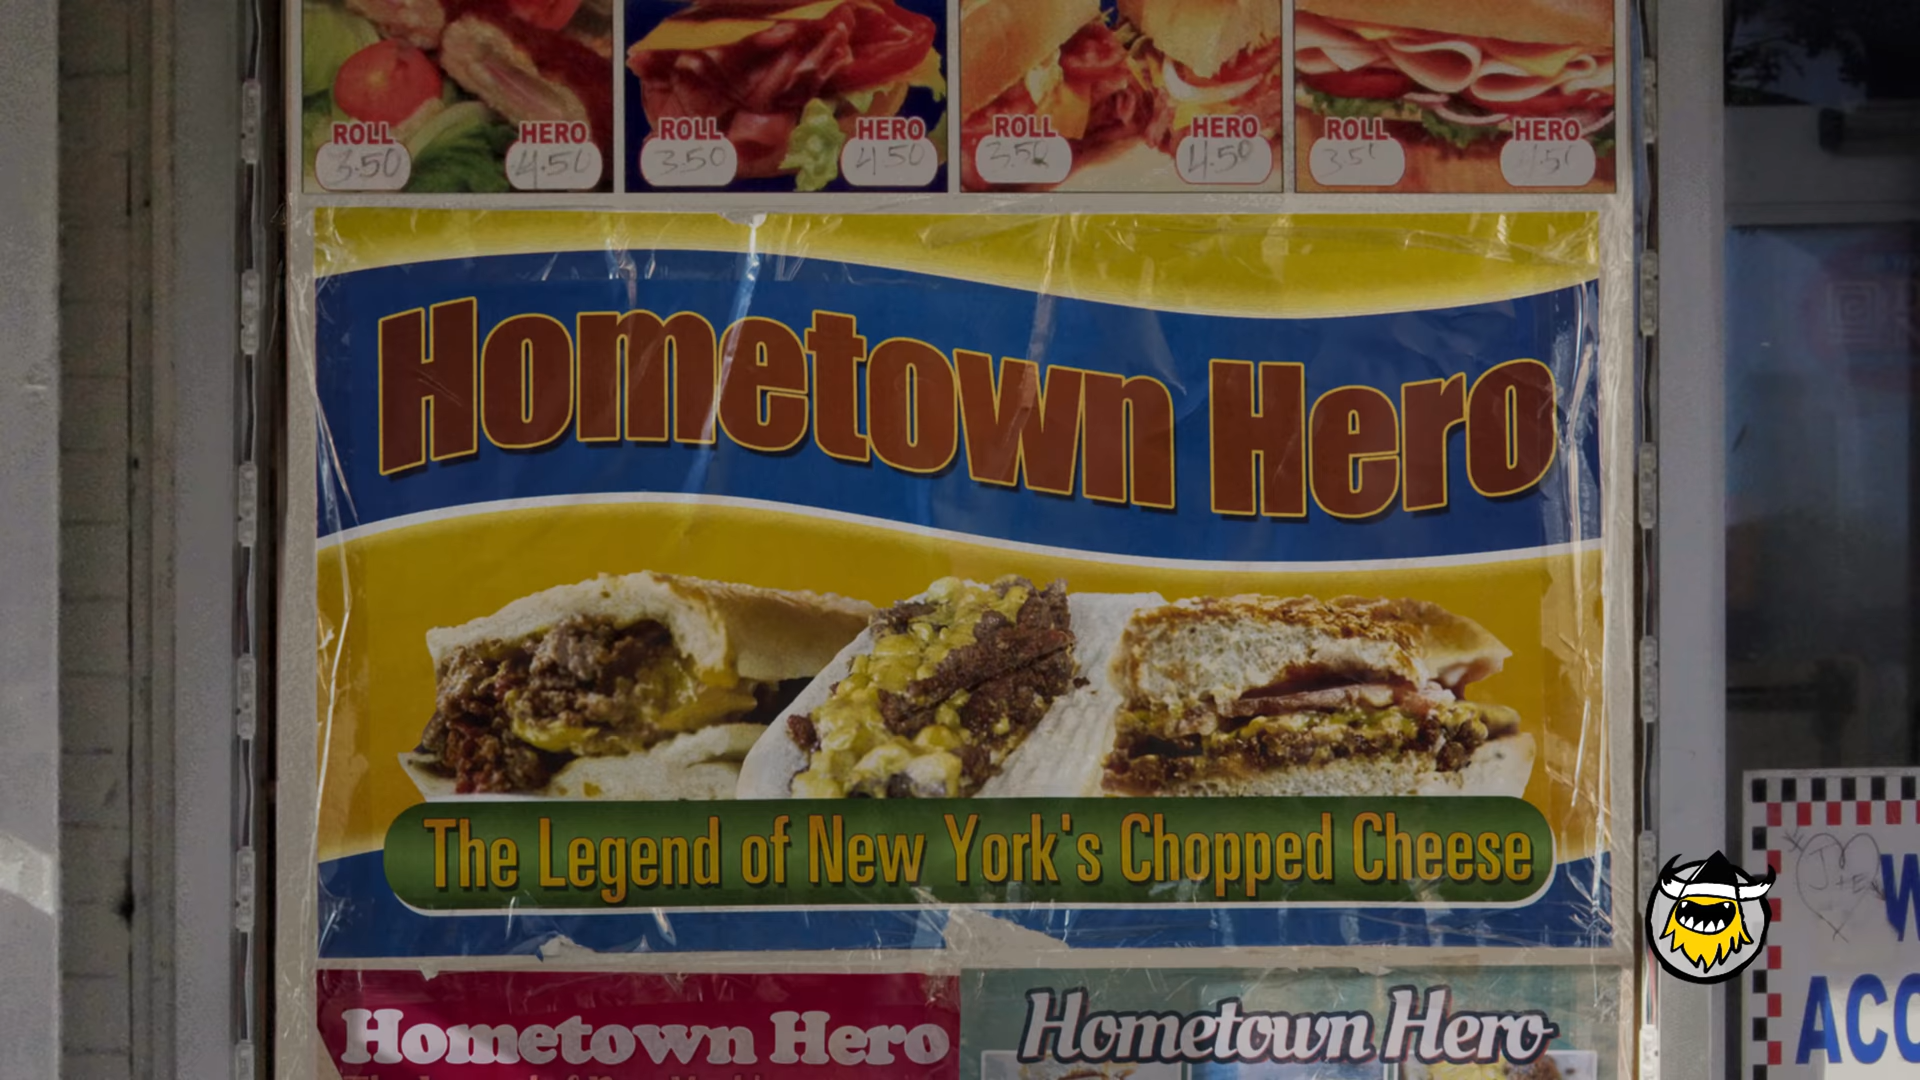 ROLL HERO ROLL HERO ROLL HERO ROLL HERO
3.50 4.50 3.50 4.50 3.50 4.50
Hometown Hero
The Legend of New York's Chopped Cheese
J+E
W
ACC
Hometown Hero
Hometown Hero